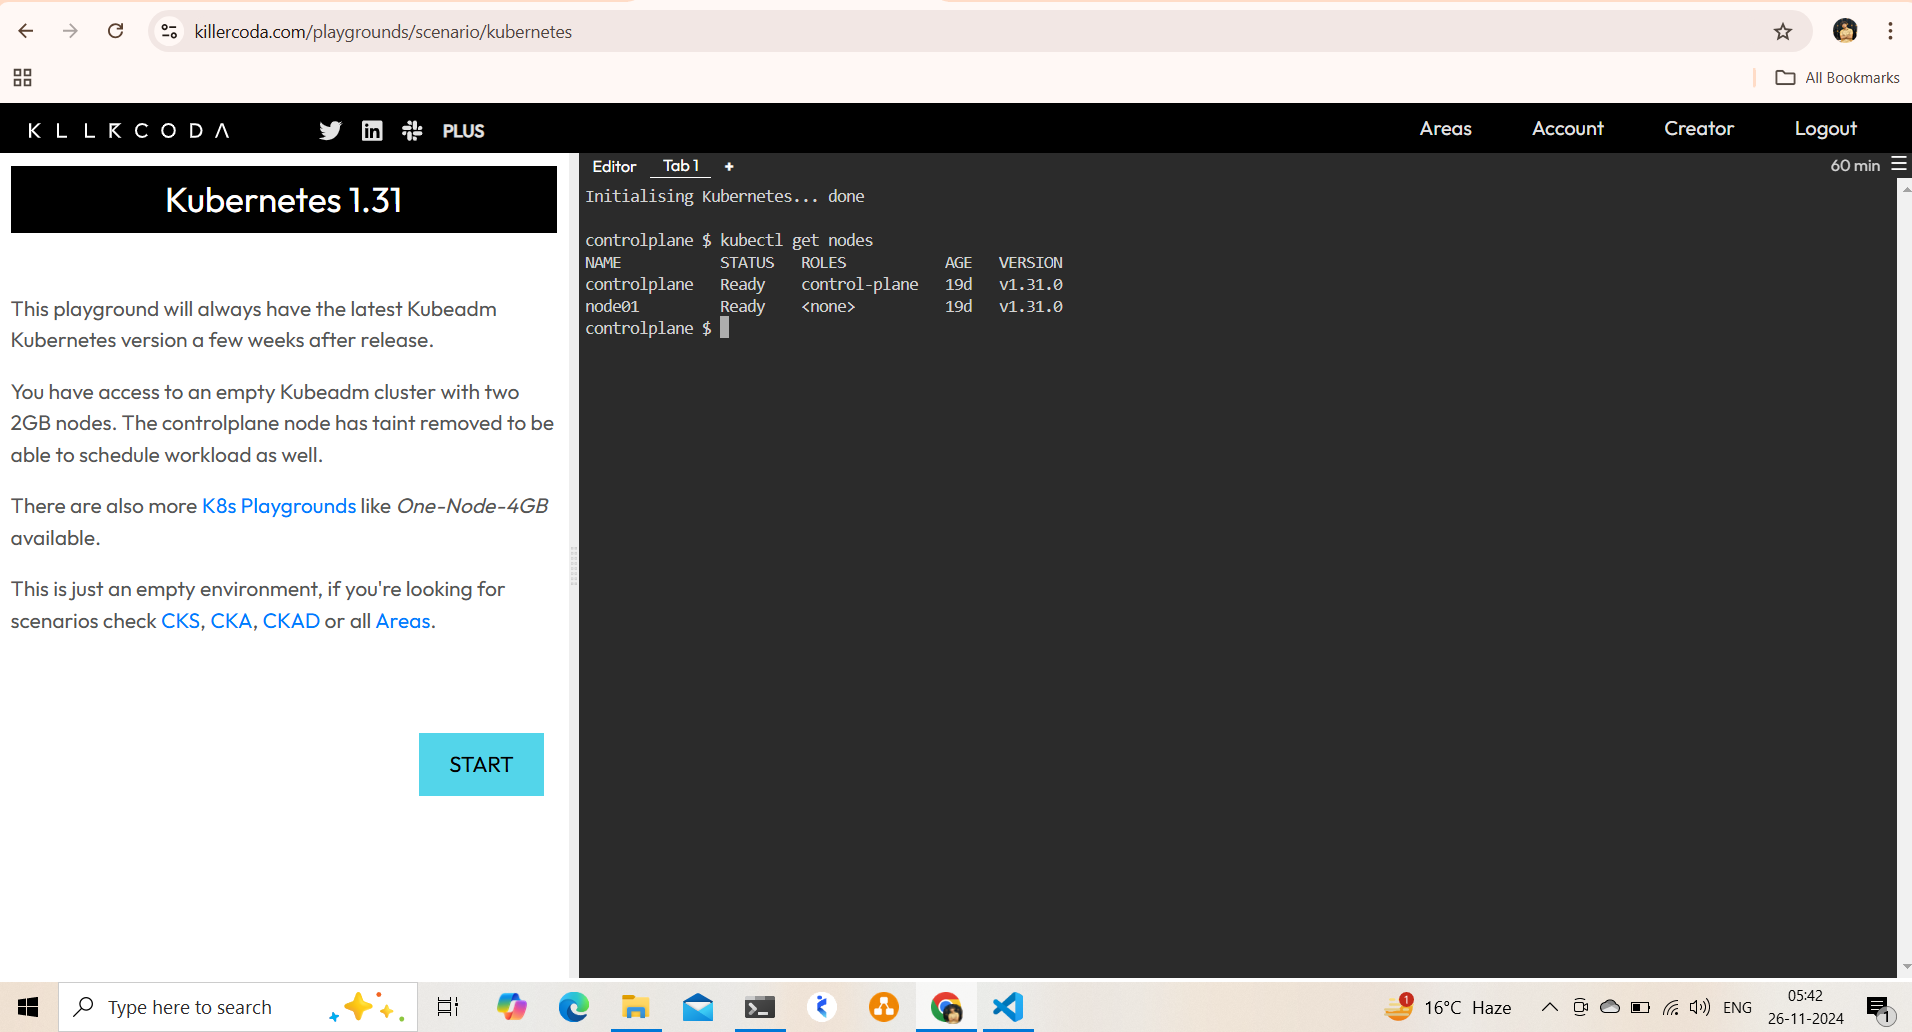 killercoda.com/playgrounds/scenario/kubernetes
All Bookmarks
KLLRCODA
PLUS
Areas
Account
Creator
Logout
Kubernetes 1.31
This playground will always have the latest Kubeadm
Kubernetes version a few weeks after release.
You have access to an empty Kubeadm cluster with two
2GB nodes. The controlplane node has taint removed to be
able to schedule workload as well.
There are also more K8s Playgrounds like One-Node-4GB
available.
This is just an empty environment, if you're looking for
scenarios check CKS, CKA, CKAD or all Areas.
START
Editor Tab 1 +
60 min
Initialising Kubernetes... done
controlplane $ kubectl get nodes
NAME STATUS ROLES AGE VERSION
controlplane Ready control-plane 19d v1.31.0
node01 Ready <none> 19d v1.31.0
controlplane $
Type here to search
1
16°C Haze
ENG
05:42
26-11-2024
1